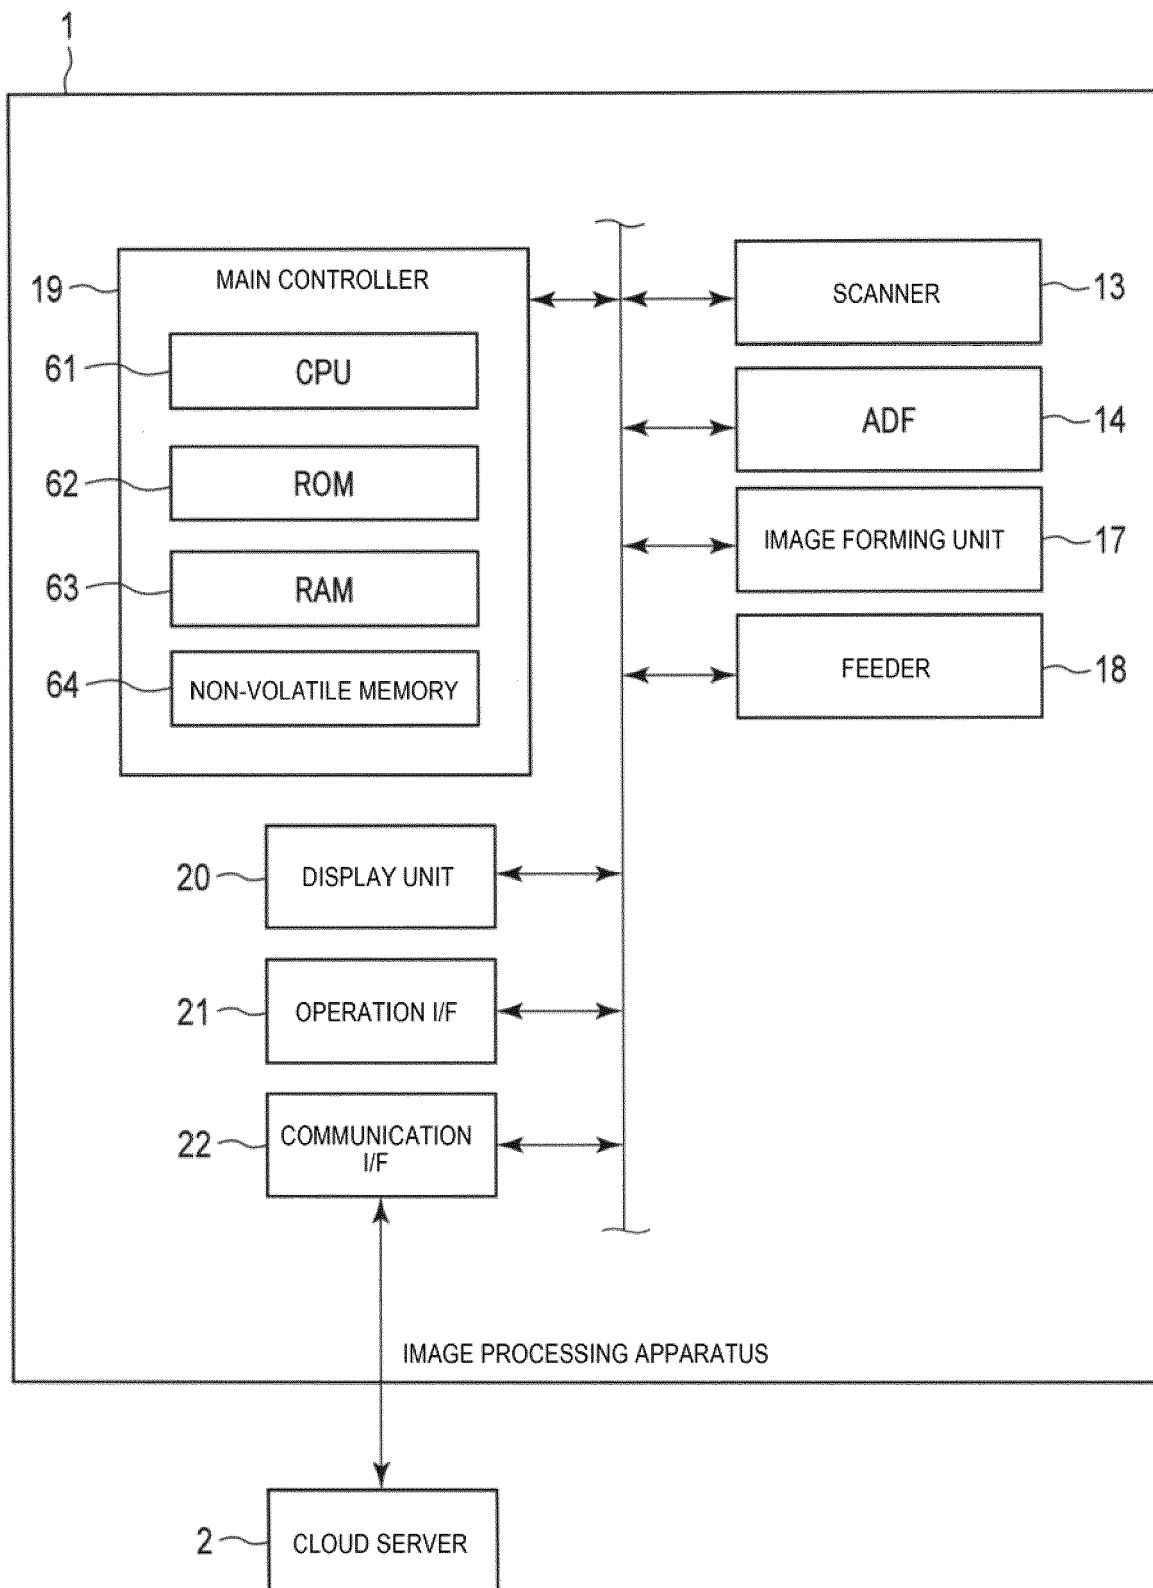 1
19
MAIN CONTROLLER
61
CPU
62
ROM
63
RAM
64
NON-VOLATILE MEMORY
SCANNER
13
ADF
14
IMAGE FORMING UNIT
17
FEEDER
18
20
DISPLAY UNIT
21
OPERATION I/F
22
COMMUNICATION
I/F
IMAGE PROCESSING APPARATUS
2
CLOUD SERVER